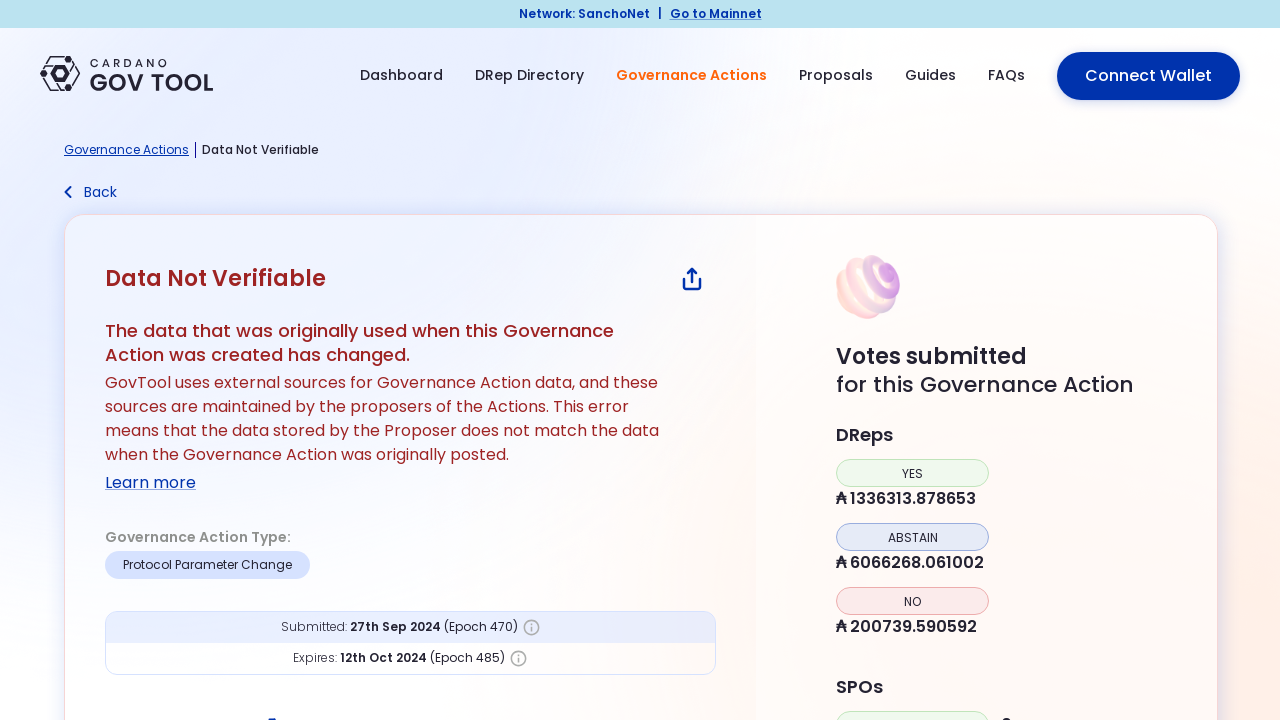 Network: SanchoNet | Go to Mainnet
CARDANO
GOV TOOL
Dashboard
DRep Directory
Governance Actions
Proposals
Guides
FAQs
Connect Wallet
Governance Actions | Data Not Verifiable
Back
Data Not Verifiable
The data that was originally used when this Governance
Action was created has changed.
GovTool uses external sources for Governance Action data, and these
sources are maintained by the proposers of the Actions. This error
means that the data stored by the Proposer does not match the data
when the Governance Action was originally posted.
Learn more
Governance Action Type:
Protocol Parameter Change
Submitted: 27th Sep 2024 (Epoch 470)
Expires: 12th Oct 2024 (Epoch 485)
Votes submitted
for this Governance Action
DReps
YES
₳ 1336313.878653
ABSTAIN
₳ 6066268.061002
NO
₳ 200739.590592
SPOs